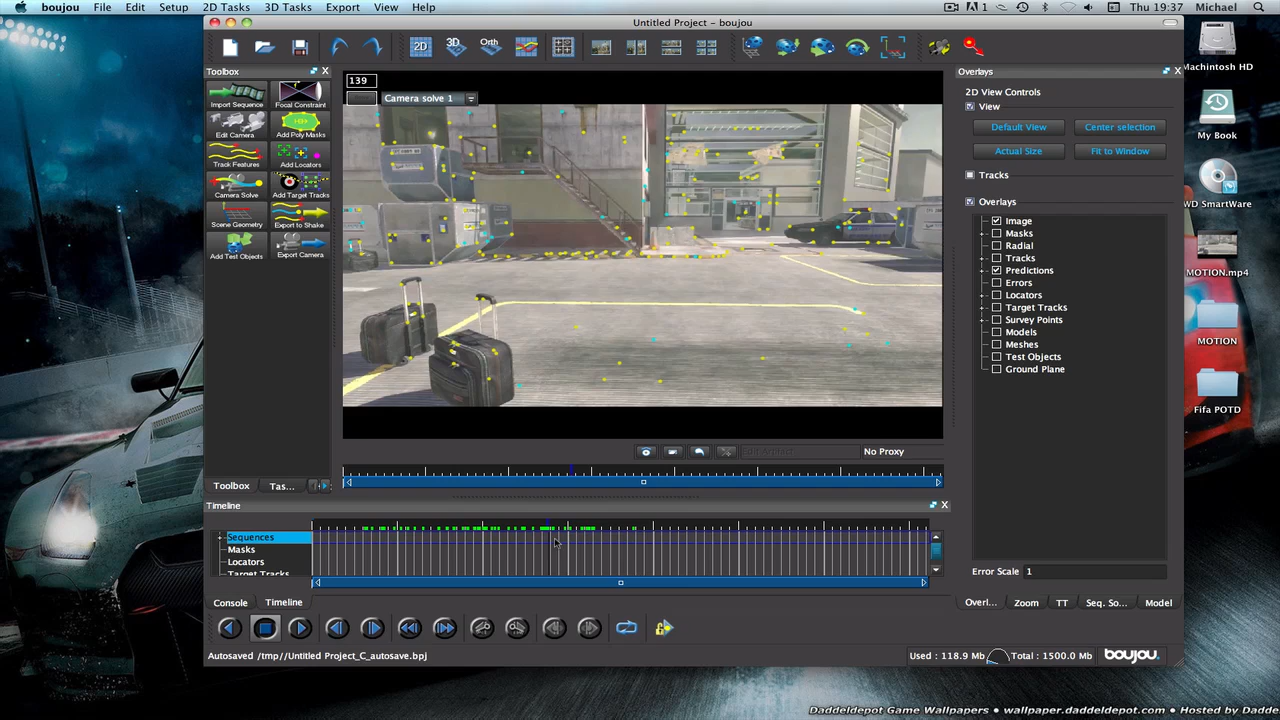 boujou File Edit Setup 2D Tasks 3D Tasks Export View Help
1 Thu 19:37 Michael
Untitled Project - boujou
2D 3D Orth
Toolbox
Import Sequence Focal Constraint
Edit Camera Add Poly Masks
Track Features Add Locators
Camera Solve Add Target Tracks
Scene Geometry Export to Shake
Add Test Objects Export Camera
Toolbox Tas...
139
Camera solve 1
No Proxy
Timeline
Sequences
Masks
Locators
Target Tracks
Console Timeline
Autosaved /tmp//Untitled Project_C_autosave.bpj
Used : 118.9 Mb Total : 1500.0 Mb boujou.
Overlays
2D View Controls
View
Default View Center selection
Actual Size Fit to Window
Tracks
Overlays
Image
Masks
Radial
Tracks
Predictions
Errors
Locators
Target Tracks
Survey Points
Models
Meshes
Test Objects
Ground Plane
Error Scale 1
Overl... Zoom TT Seq. So... Model
Macintosh HD
My Book
WD SmartWare
MOTION.mp4
MOTION
Fifa POTD
Daddeldepot Game Wallpapers • wallpaper.daddeldepot.com • Hosted by Dadde